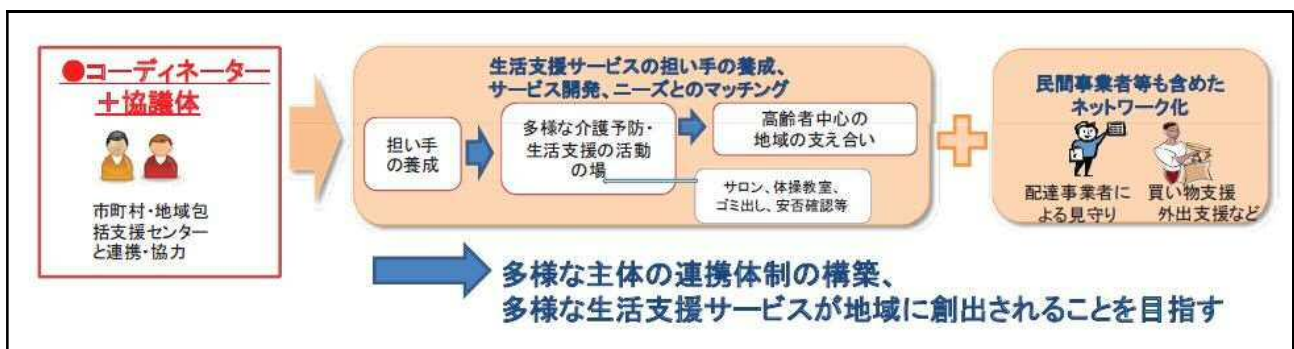 ●コーディネーター
＋協議体
市町村・地域包
括支援センター
と連携・協力
生活支援サービスの担い手の養成、
サービス開発、ニーズとのマッチング
担い手
の養成
多様な介護予防・
生活支援の活動
の場
高齢者中心の
地域の支え合い
サロン、体操教室、
ゴミ出し、安否確認等
民間事業者等も含めた
ネットワーク化
配達事業者に
よる見守り
買い物支援
外出支援など
多様な主体の連携体制の構築、
多様な生活支援サービスが地域に創出されることを目指す